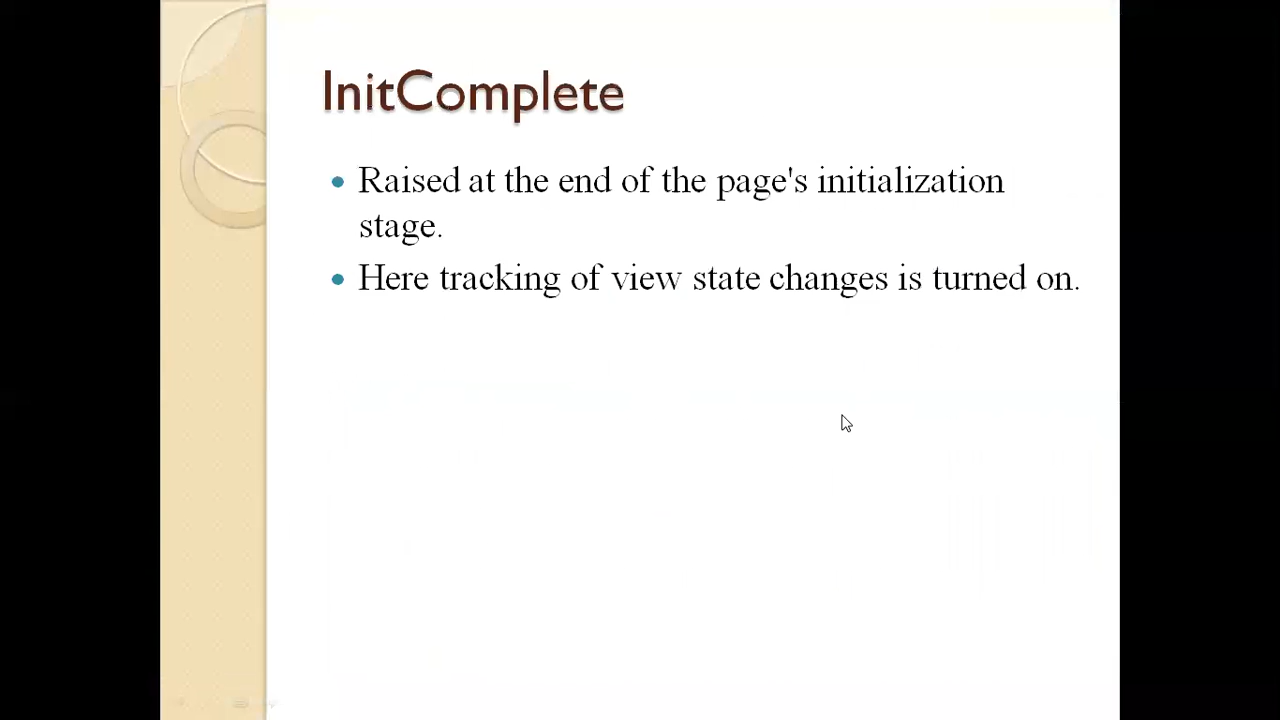 InitComplete
Raised at the end of the page's initialization
stage.
Here tracking of view state changes is turned on.